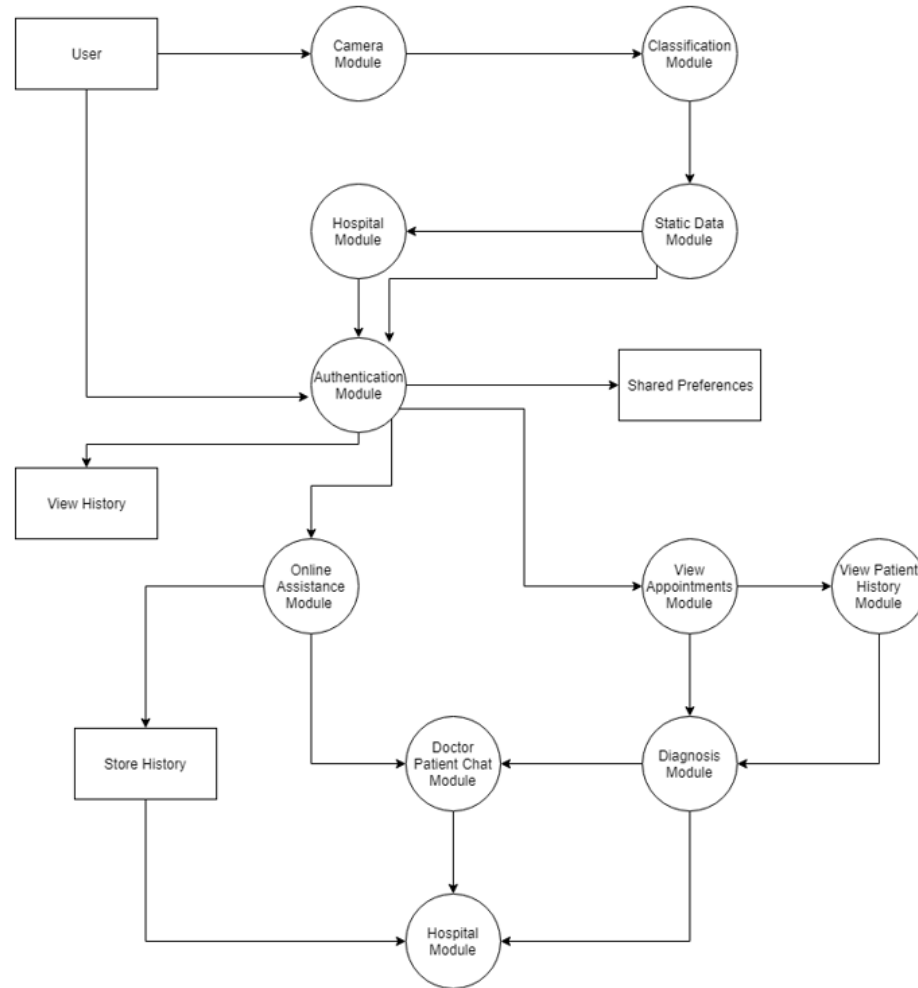 User
Camera
Module
Classification
Module
Hospital
Module
Static Data
Module
Authentication
Module
Shared Preferences
View History
Online
Assistance
Module
View
Appointments
Module
View Patient
History
Module
Store History
Doctor
Patient Chat
Module
Diagnosis
Module
Hospital
Module